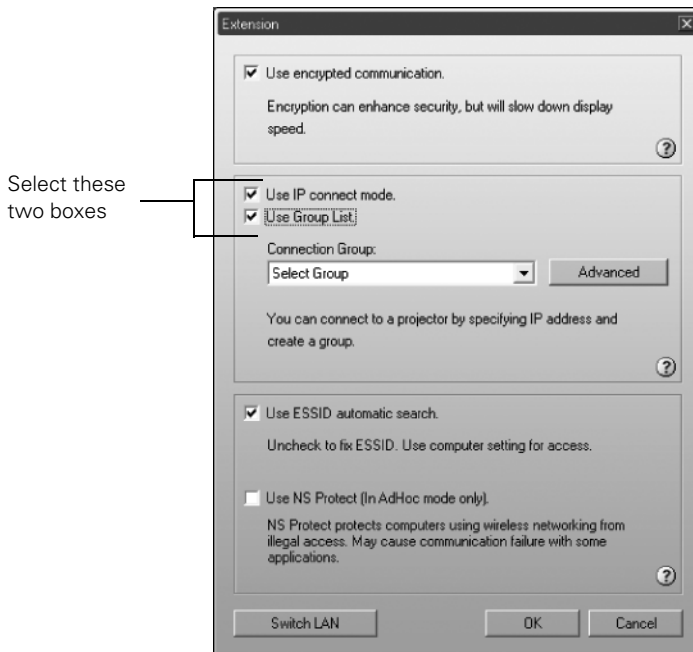 Extension
Use encrypted communication.
Encryption can enhance security, but will slow down display
speed.
?
Select these
two boxes
Use IP connect mode.
Use Group List.
Connection Group:
Select Group
Advanced
You can connect to a projector by specifying IP address and
create a group.
?
Use ESSID automatic search.
Uncheck to fix ESSID. Use computer setting for access.
Use NS Protect (In AdHoc mode only).
NS Protect protects computers using wireless networking from
illegal access. May cause communication failure with some
applications.
?
Switch LAN
OK
Cancel